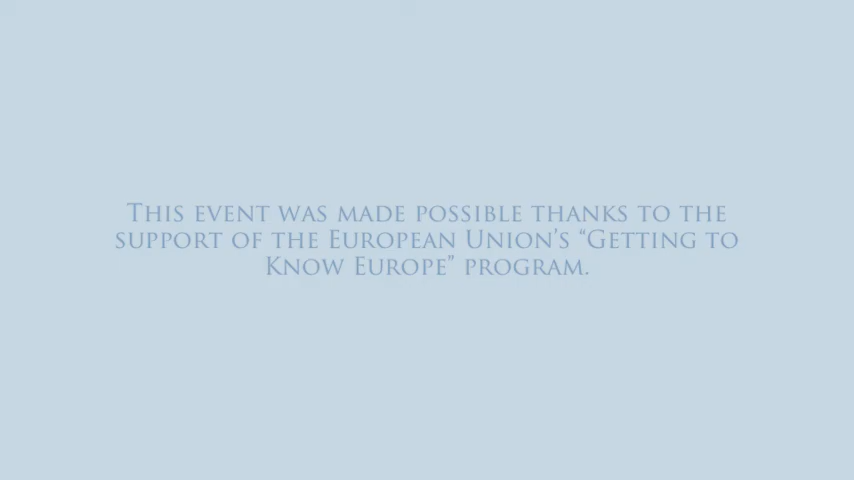 This event was made possible thanks to the
support of the European Union’s “Getting to
Know Europe” program.